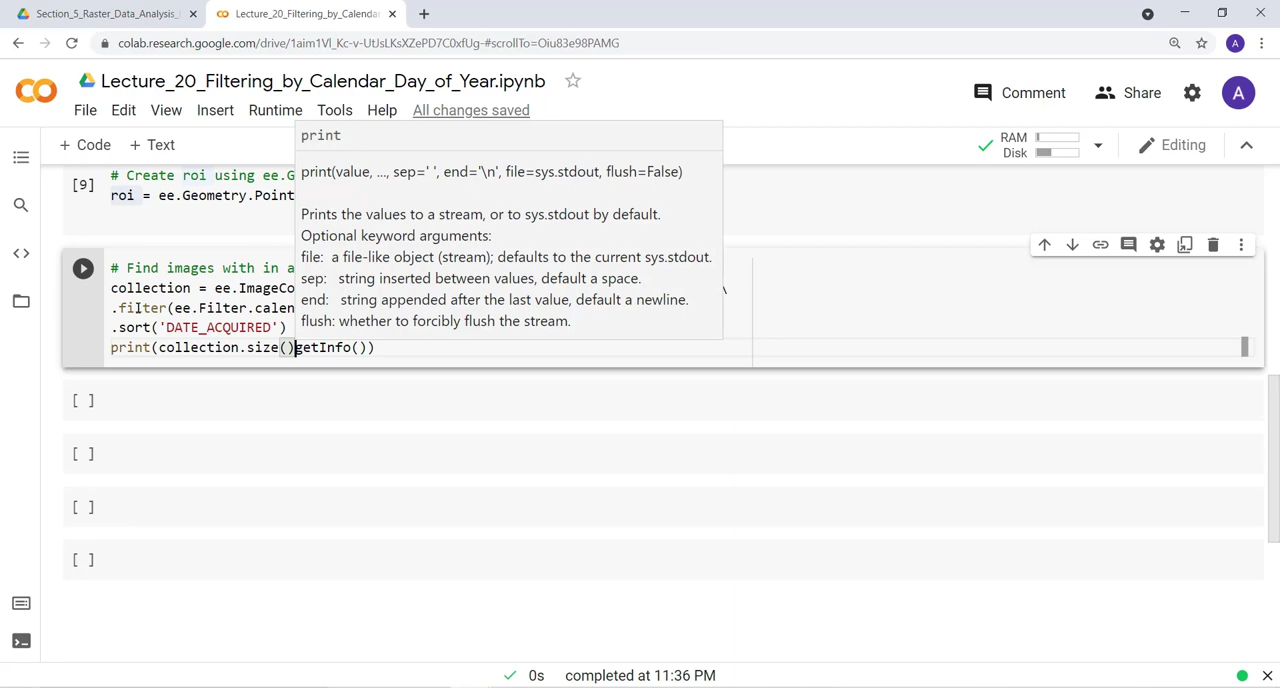 Section_5_Raster_Data_Analysis_
Lecture_20_Filtering_by_Calenda
colab.research.google.com/drive/1aim1Vl_Kc-v-UtJsLKsXZePD7C0xfUg-#scrollTo=Oiu83e98PAMG
A
CO
Lecture_20_Filtering_by_Calendar_Day_of_Year.ipynb
Comment
Share
A
File Edit View Insert Runtime Tools Help All changes saved
+ Code + Text
RAM
Disk
Editing
print
print(value, ..., sep=' ', end='\n', file=sys.stdout, flush=False)
Prints the values to a stream, or to sys.stdout by default.
Optional keyword arguments:
file: a file-like object (stream); defaults to the current sys.stdout.
sep: string inserted between values, default a space.
end: string appended after the last value, default a newline.
flush: whether to forcibly flush the stream.
[9]
# Create roi using ee.G
roi = ee.Geometry.Point
# Find images with in a
collection = ee.ImageCo
\
.filter(ee.Filter.calen
.sort('DATE_ACQUIRED')
print(collection.size()getInfo())
[ ]
[ ]
[ ]
[ ]
0s completed at 11:36 PM